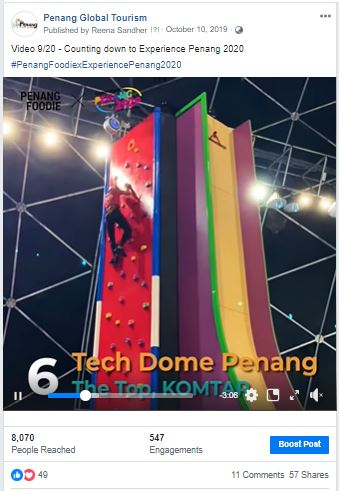 Penang Global Tourism
Published by Reena Sandher [?] · October 10, 2019 ·
Video 9/20 - Counting down to Experience Penang 2020
#PenangFoodiexExperiencePenang2020
PENANG FOODIE X
6 Tech Dome Penang
The Top, KOMTAR
-3:06
8,070
People Reached
547
Engagements
Boost Post
49
11 Comments 57 Shares